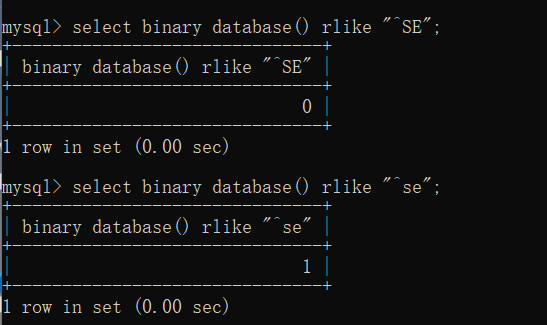 mysql> select binary database() rlike "^SE";
+-----------------------------------+
| binary database() rlike "^SE" |
+-----------------------------------+
| 0 |
+-----------------------------------+
1 row in set (0.00 sec)
mysql> select binary database() rlike "^se";
+-----------------------------------+
| binary database() rlike "^se" |
+-----------------------------------+
| 1 |
+-----------------------------------+
1 row in set (0.00 sec)